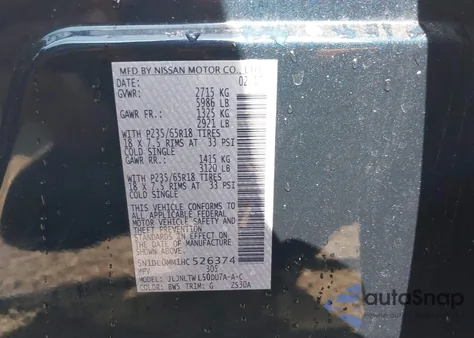 MFD BY NISSAN MOTOR CO.,
DATE:
GVWR: 2715 KG
5986 LB
GAWR FR.: 1325 KG
2921 LB
WITH P235/65R18 TIRES
18 X 7.5 RIMS AT 33 PSI
COLD SINGLE
GAWR RR.: 1415 KG
3120 LB
WITH P235/65R18 TIRES
18 X 7.5 RIMS AT 33 PSI
COLD SINGLE
THIS VEHICLE CONFORMS TO
ALL APPLICABLE FEDERAL
MOTOR VEHICLE SAFETY AND
THEFT PREVENTION
STANDARDS IN EFFECT ON
THE DATE OF MANUFACTURE
SHOWN ABOVE
5N1DL0MM1HC526374
MPV
MODEL:
COLOR: BW5 TRIM: G
autoSnap